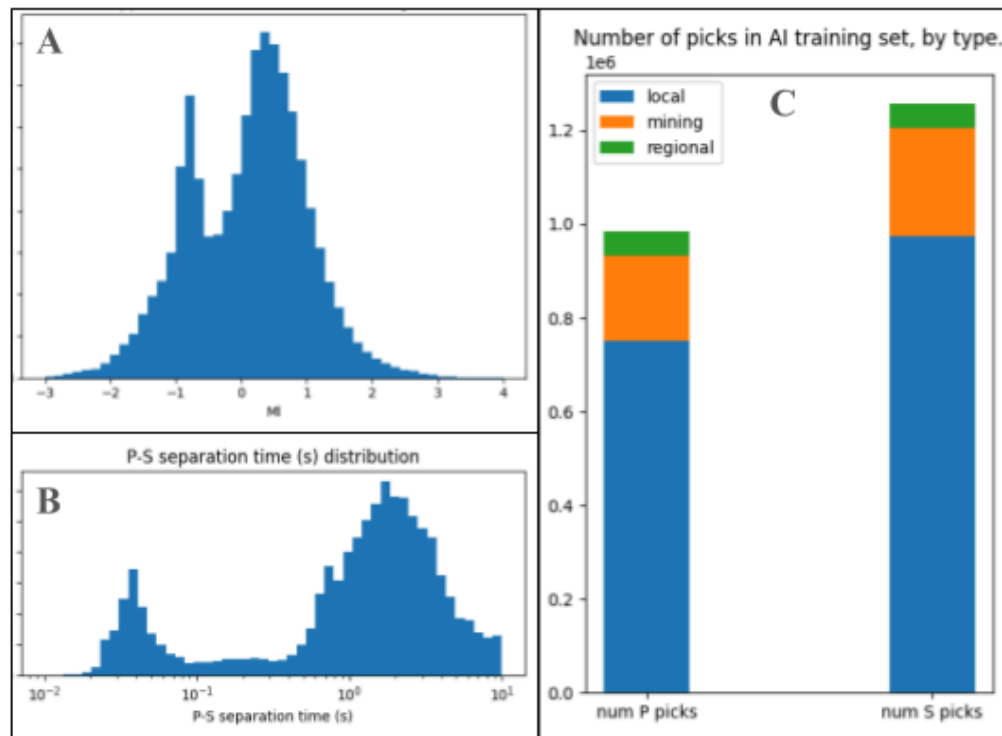 A
−3 −2 −1 0 1 2 3 4
Ml
P-S separation time (s) distribution
B
10⁻² 10⁻¹ 10⁰ 10¹
P-S separation time (s)
Number of picks in AI training set, by type.
1e6
local
mining
regional
C
1.2
1.0
0.8
0.6
0.4
0.2
0.0
num P picks num S picks